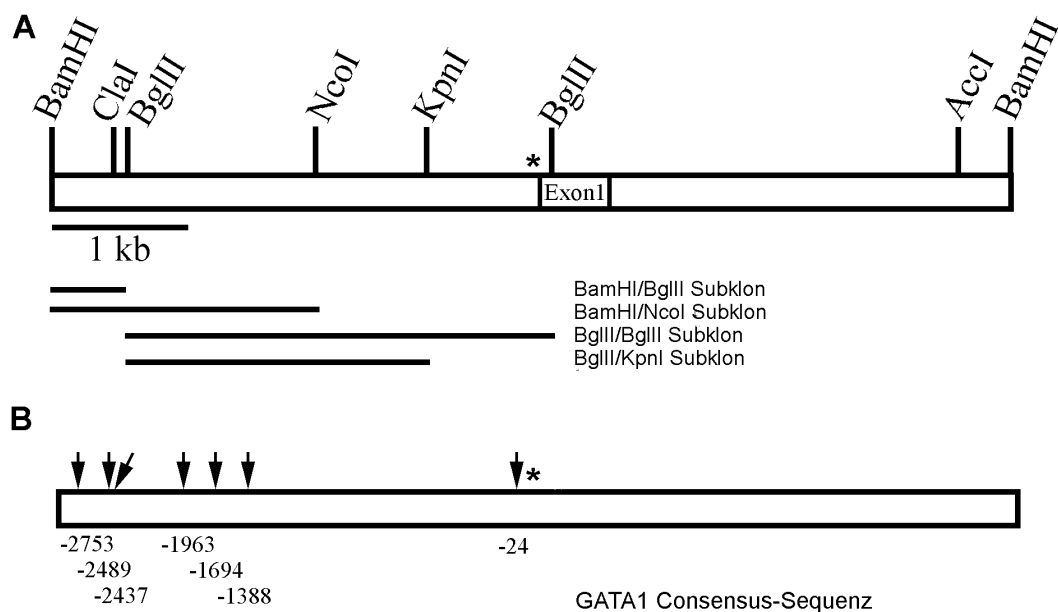 A
BamHI
ClaI
BglII
NcoI
KpnI
BglII
AccI
BamHI
*
Exon1
1 kb
BamHI/BglII Subklon
BamHI/NcoI Subklon
BglII/BglII Subklon
BglII/KpnI Subklon
B
*
-2753
-1963
-24
-2489
-1694
-2437
-1388
GATA1 Consensus-Sequenz